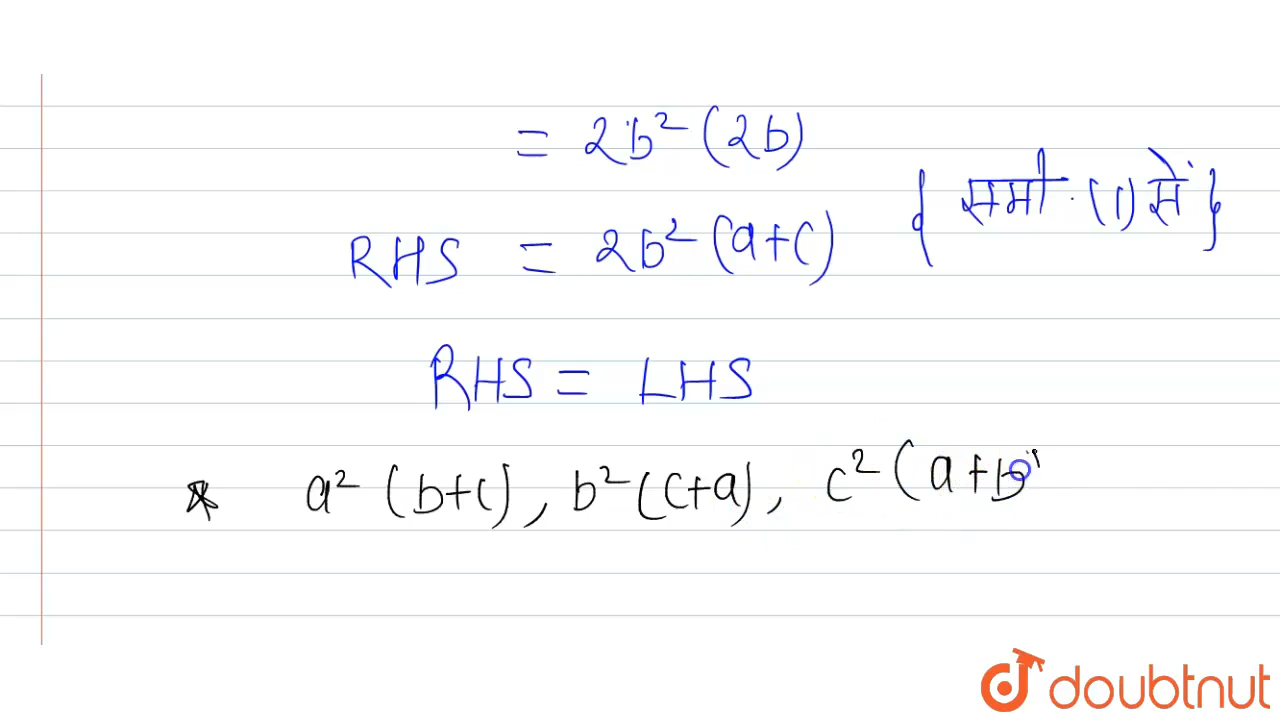 = 2b² (2b)
{ समी. (1) से }
RHS = 2b² (a+c)
RHS = LHS
* a² (b+c), b² (c+a), c² (a+b
doubtnut